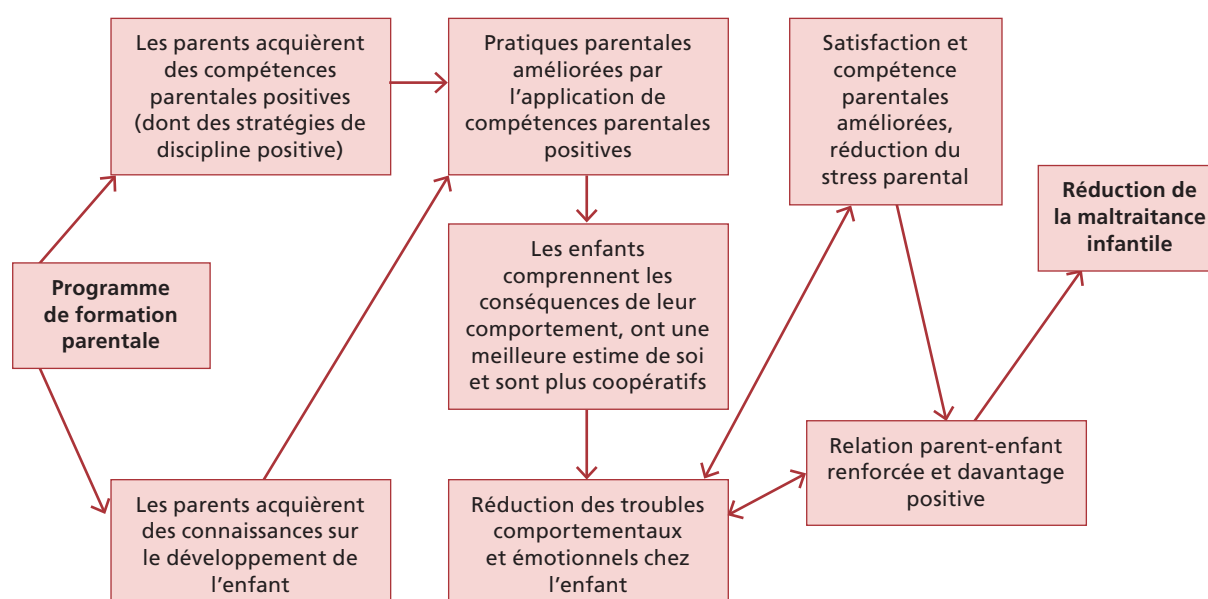 Les parents acquièrent
des compétences
parentales positives
(dont des stratégies de
discipline positive)
Pratiques parentales
améliorées par
l’application de
compétences parentales
positives
Satisfaction et
compétence
parentales
améliorées,
réduction du
stress parental
Réduction de
la maltraitance
infantile
Programme
de formation
parentale
Les enfants
comprennent les
conséquences de leur
comportement, ont une
meilleure estime de soi
et sont plus coopératifs
Relation parent-enfant
renforcée et davantage
positive
Les parents acquièrent
des connaissances sur
le développement de
l’enfant
Réduction des troubles
comportementaux
et émotionnels chez
l’enfant